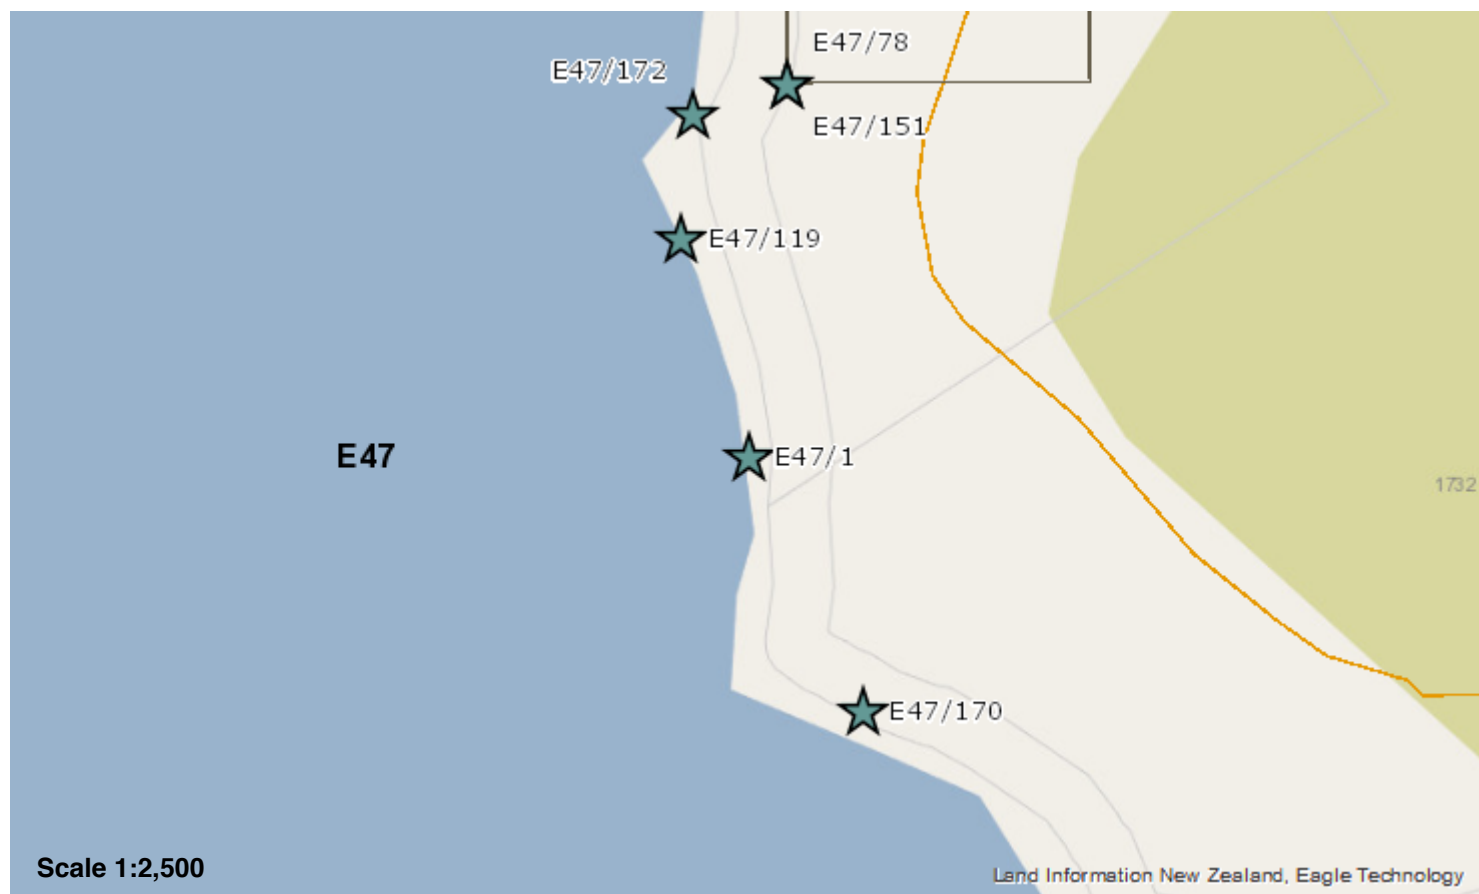 E47/78
E47/172
E47/151
E47/119
E47
E47/1
1732
E47/170
Scale 1:2,500
Land Information New Zealand, Eagle Technology